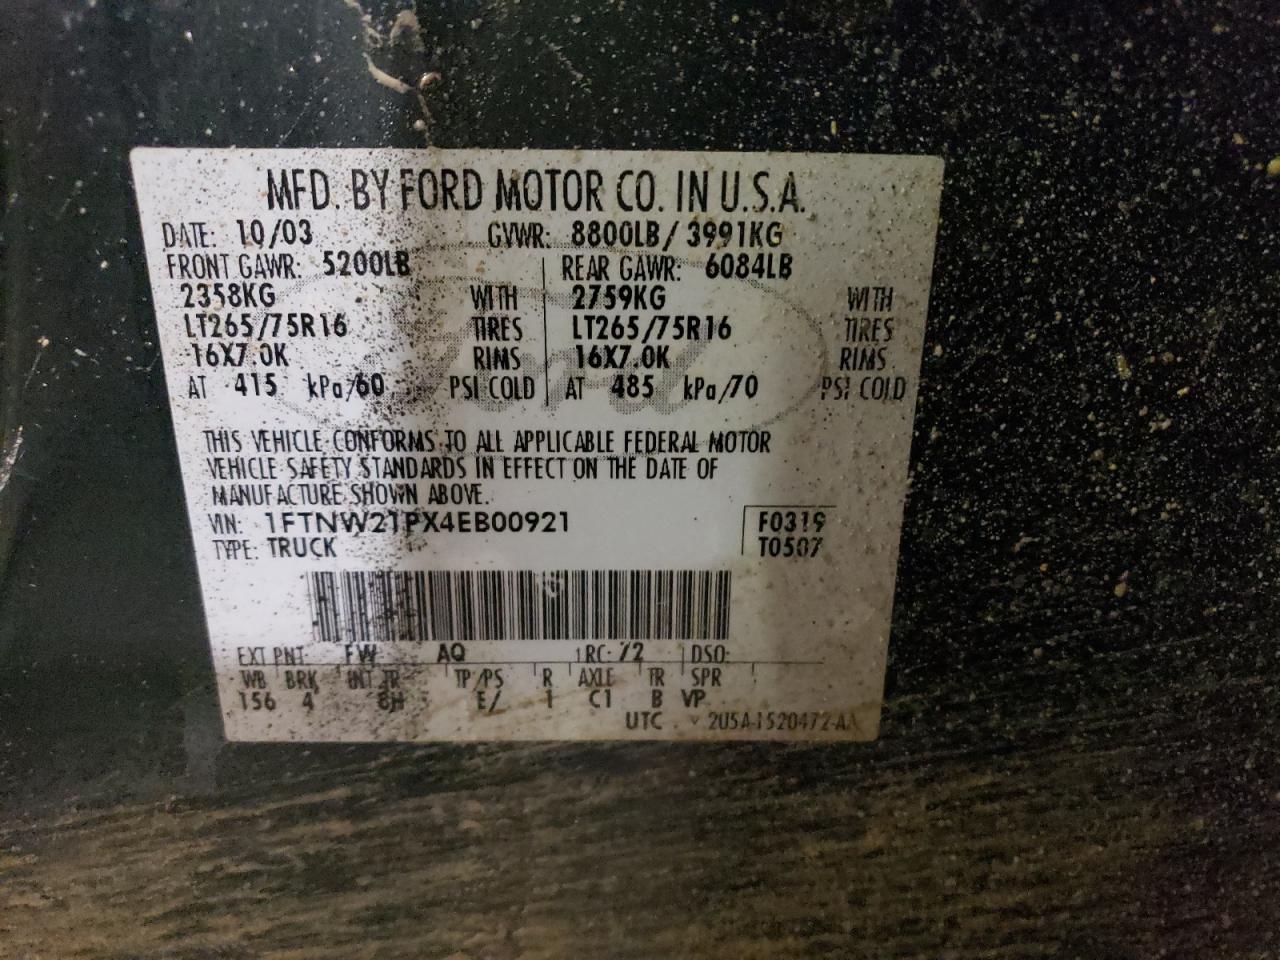 MFD. BY FORD MOTOR CO. IN U.S.A.
DATE: 10/03 GVWR: 8800LB/ 3991KG
FRONT GAWR: 5200LB REAR GAWR: 6084LB
2358KG WITH 2759KG WITH
LT265/75R16 TIRES LT265/75R16 TIRES
16X7.0K RIMS 16X7.0K RIMS
AT 415 kPa/60 PSI COLD AT 485 kPa/70 PSI COLD
THIS VEHICLE CONFORMS TO ALL APPLICABLE FEDERAL MOTOR
VEHICLE SAFETY STANDARDS IN EFFECT ON THE DATE OF
MANUFACTURE SHOWN ABOVE.
VIN: 1FTNW21PX4EB00921 F0319
TYPE: TRUCK T0507
EXT PNT: FW AQ RC: 72 DSO:
WB BRK INT TR TP/PS R AXLE TR SPR
156 4 8H E/ 1 C1 B VP
UTC 2U5A-1520472-AA